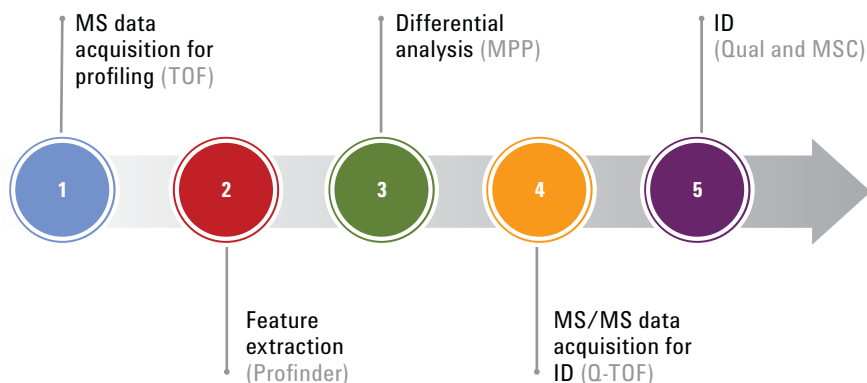 MS data
acquisition for
profiling (TOF)
Differential
analysis (MPP)
ID
(Qual and MSC)
1
2
3
4
5
Feature
extraction
(Profinder)
MS/MS data
acquisition for
ID (Q-TOF)